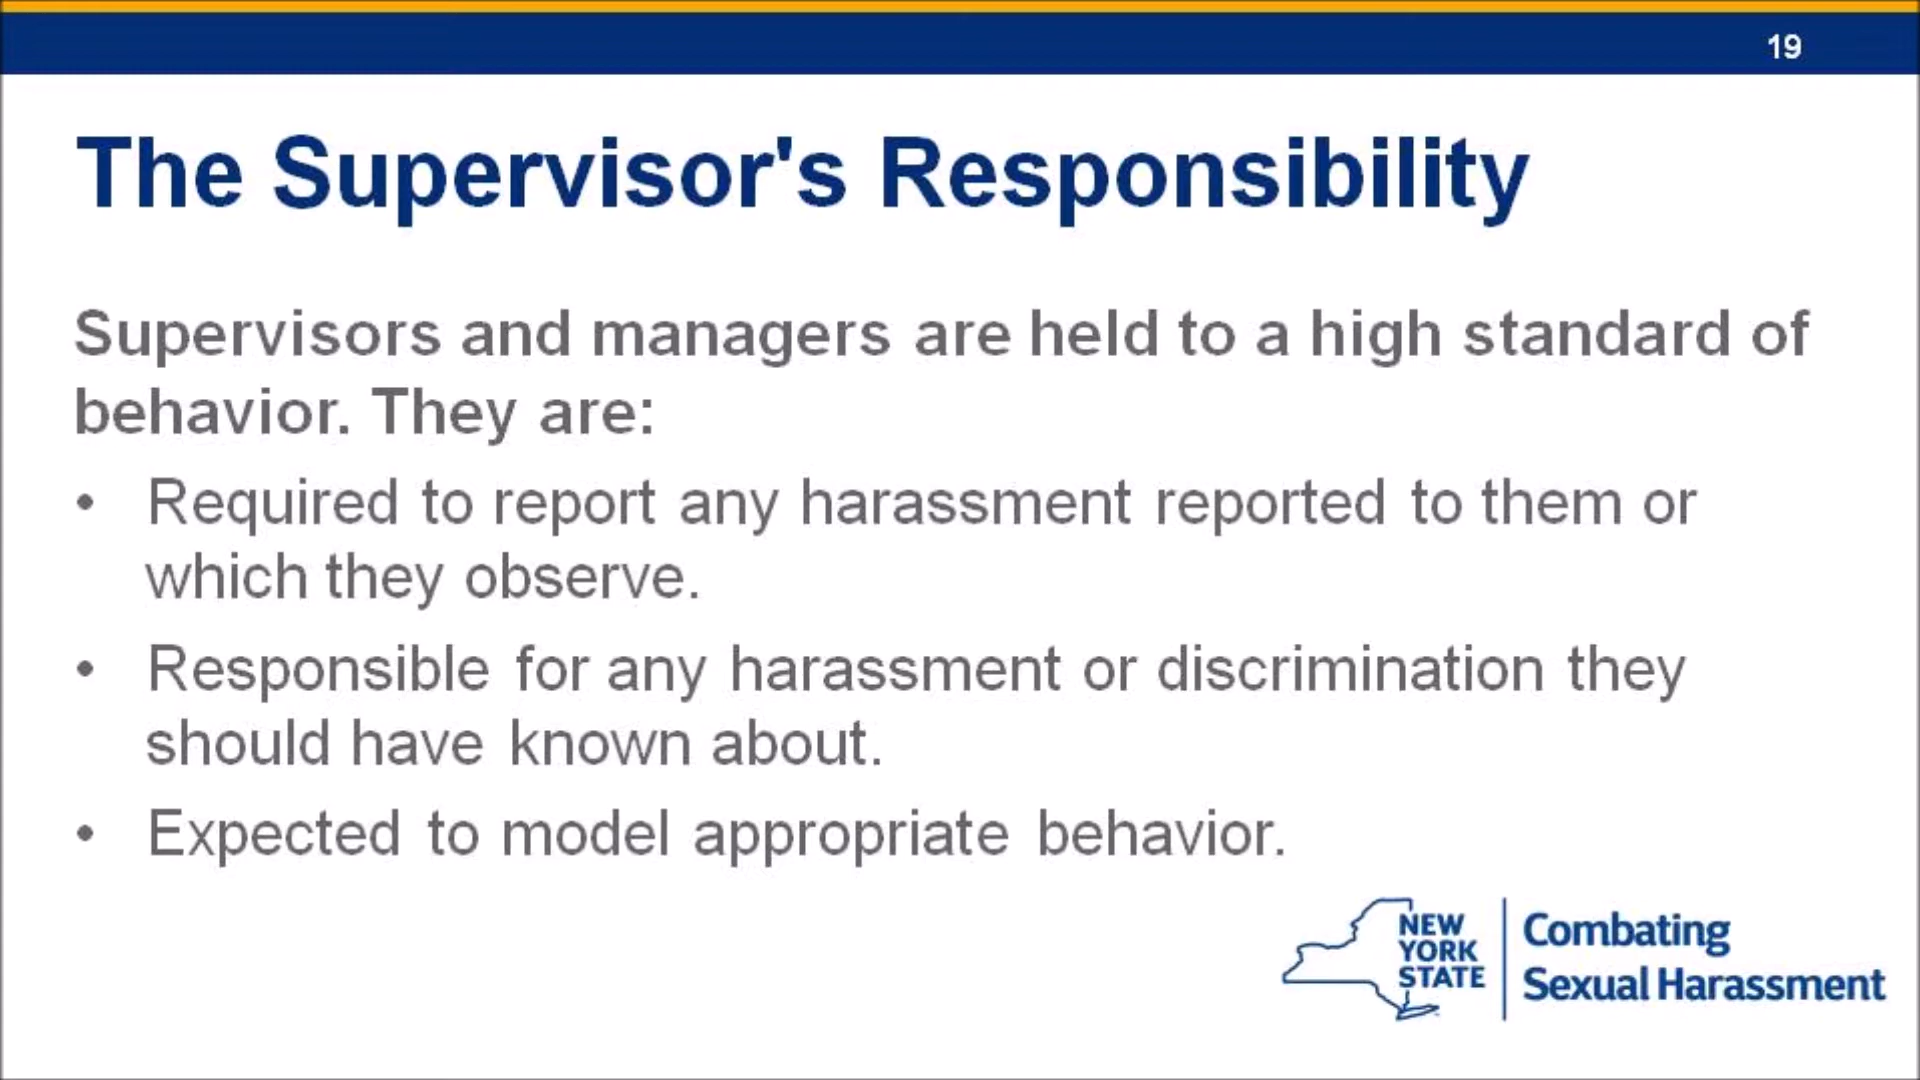 19
The Supervisor's Responsibility
Supervisors and managers are held to a high standard of
behavior. They are:
• Required to report any harassment reported to them or
which they observe.
• Responsible for any harassment or discrimination they
should have known about.
• Expected to model appropriate behavior.
NEW
YORK
STATE
Combating
Sexual Harassment